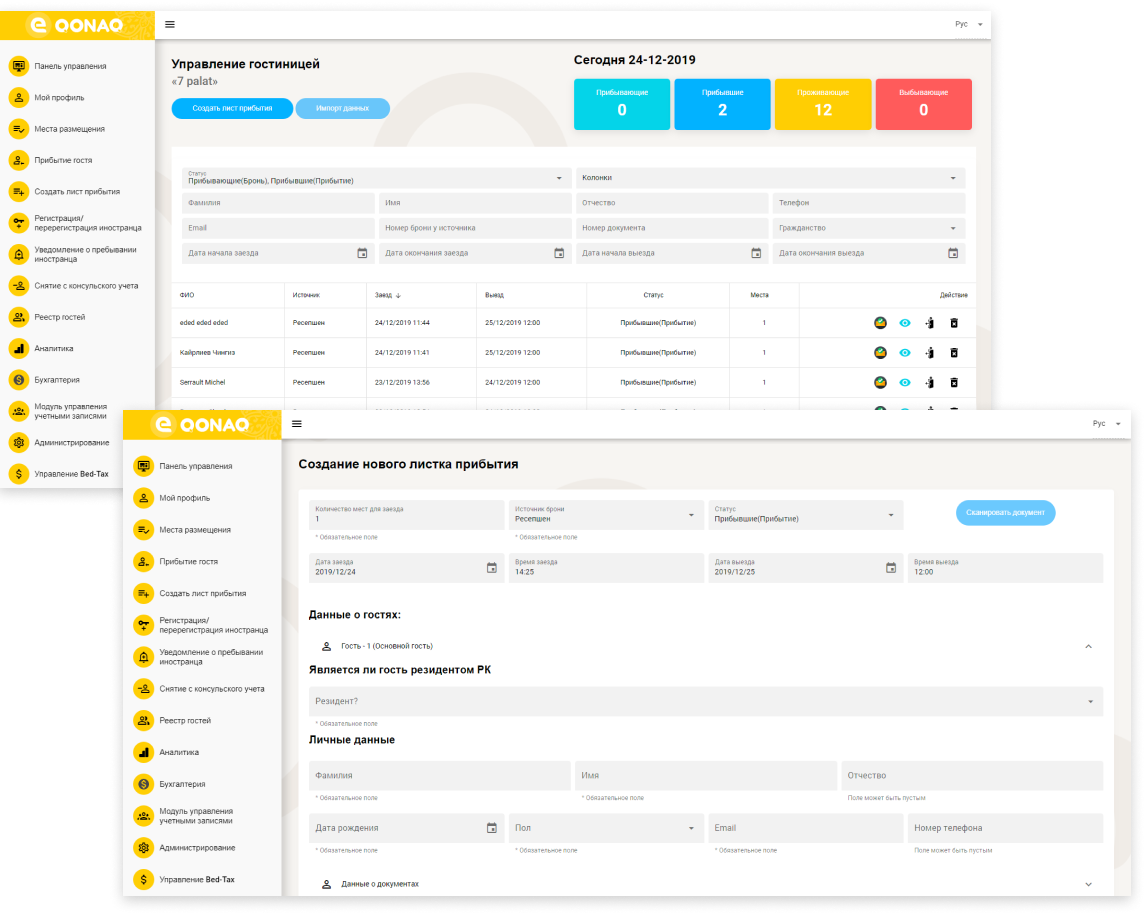 e QONAQ
Рус
Панель управления
Мой профиль
Места размещения
Прибытие гостя
Создать лист прибытия
Регистрация/
перерегистрация иностранца
Уведомление о пребывании
иностранца
Снятие с консульского учета
Реестр гостей
Аналитика
Бухгалтерия
Модуль управления
учетными записями
Администрирование
Управление Bed-Tax
Управление гостиницей
«7 palat»
Создать лист прибытия Импорт данных
Сегодня 24-12-2019
Прибывающие Прибывшие Проживающие Выбывающие
0 2 12 0
Статус
Прибывающие(Бронь), Прибывшие(Прибытие) Колонки
Фамилия Имя Отчество Телефон
Email Номер брони у источника Номер документа Гражданство
Дата начала заезда Дата окончания заезда Дата начала выезда Дата окончания выезда
ФИО Источник Заезд ↓ Выезд Статус Места Действие
eded eded eded Ресепшен 24/12/2019 11:44 25/12/2019 12:00 Прибывшие(Прибытие) 1
Кайрлиев Чингиз Ресепшен 24/12/2019 11:41 25/12/2019 12:00 Прибывшие(Прибытие) 1
Serrault Michel Ресепшен 23/12/2019 13:56 24/12/2019 12:00 Прибывшие(Прибытие) 1
e QONAQ
Рус
Панель управления
Мой профиль
Места размещения
Прибытие гостя
Создать лист прибытия
Регистрация/
перерегистрация иностранца
Уведомление о пребывании
иностранца
Снятие с консульского учета
Реестр гостей
Аналитика
Бухгалтерия
Модуль управления
учетными записями
Администрирование
Управление Bed-Tax
Создание нового листка прибытия
Количество мест для заезда Источник брони Статус
1 Ресепшен Прибывшие(Прибытие) Сканировать документ
* Обязательное поле * Обязательное поле
Дата заезда Время заезда Дата выезда Время выезда
2019/12/24 14:25 2019/12/25 12:00
Данные о гостях:
Гость - 1 (Основной гость)
Является ли гость резидентом РК
Резидент?
* Обязательное поле
Личные данные
Фамилия Имя Отчество
* Обязательное поле * Обязательное поле Поле может быть пустым
Дата рождения Пол Email Номер телефона
* Обязательное поле * Обязательное поле * Обязательное поле Поле может быть пустым
Данные о документах